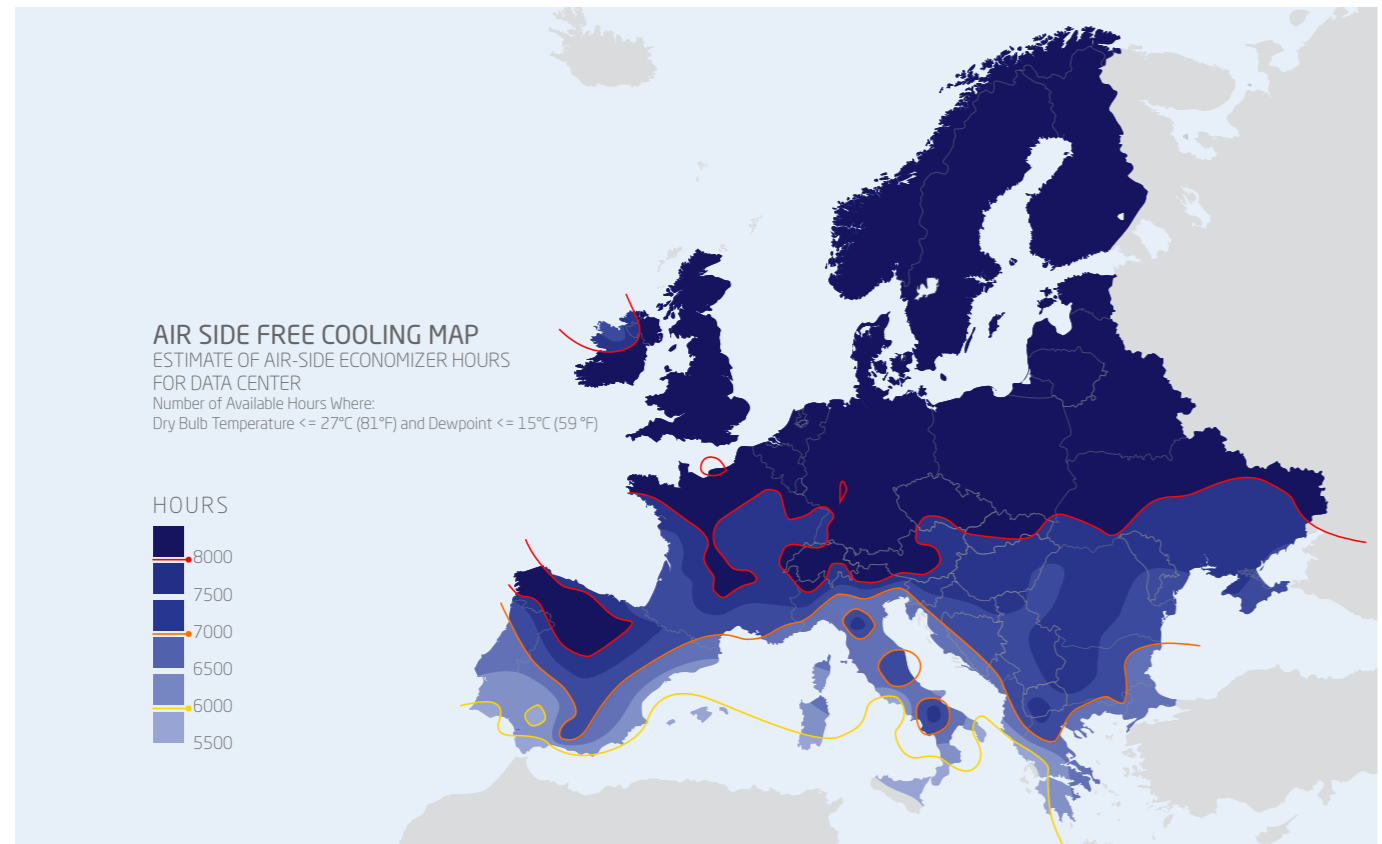 AIR SIDE FREE COOLING MAP
ESTIMATE OF AIR-SIDE ECONOMIZER HOURS
FOR DATA CENTER
Number of Available Hours Where:
Dry Bulb Temperature <= 27°C (81°F) and Dewpoint <= 15°C (59 °F)
HOURS
8000
7500
7000
6500
6000
5500